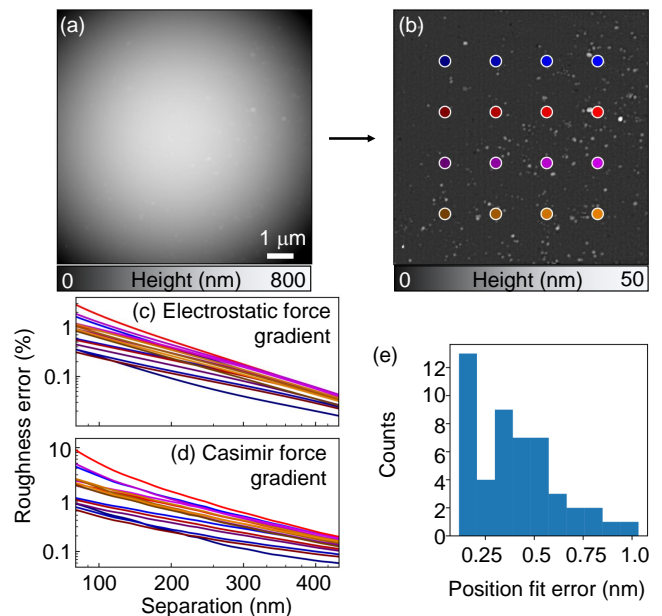 (a)
1 μm
0 Height (nm) 800
(b)
0 Height (nm) 50
Roughness error (%)
(c) Electrostatic force
gradient
1
0.1
(d) Casimir force
gradient
10
1
0.1
100 200 300 400
Separation (nm)
(e)
Counts
12
10
8
6
4
2
0
0.25 0.5 0.75 1.0
Position fit error (nm)